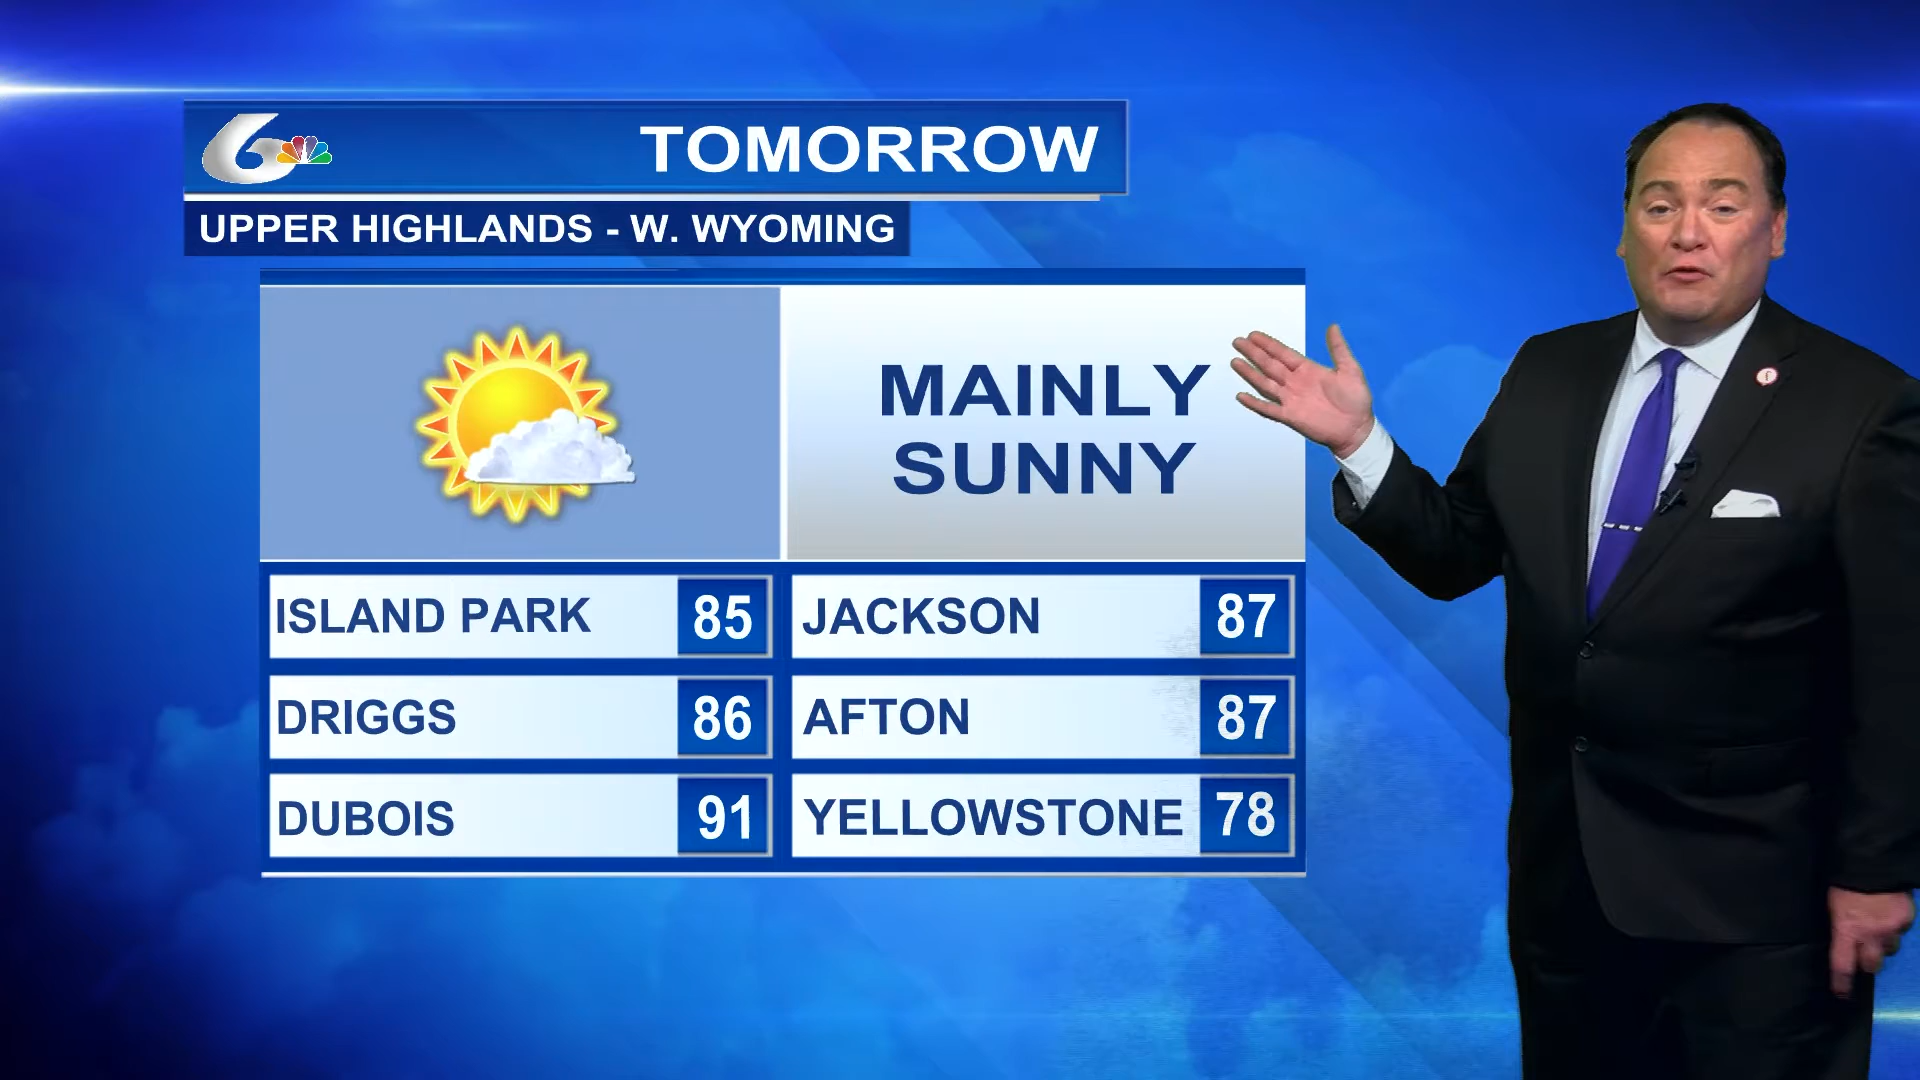 6
TOMORROW
UPPER HIGHLANDS - W. WYOMING
MAINLY
SUNNY
ISLAND PARK 85
JACKSON 87
DRIGGS 86
AFTON 87
DUBOIS 91
YELLOWSTONE 78